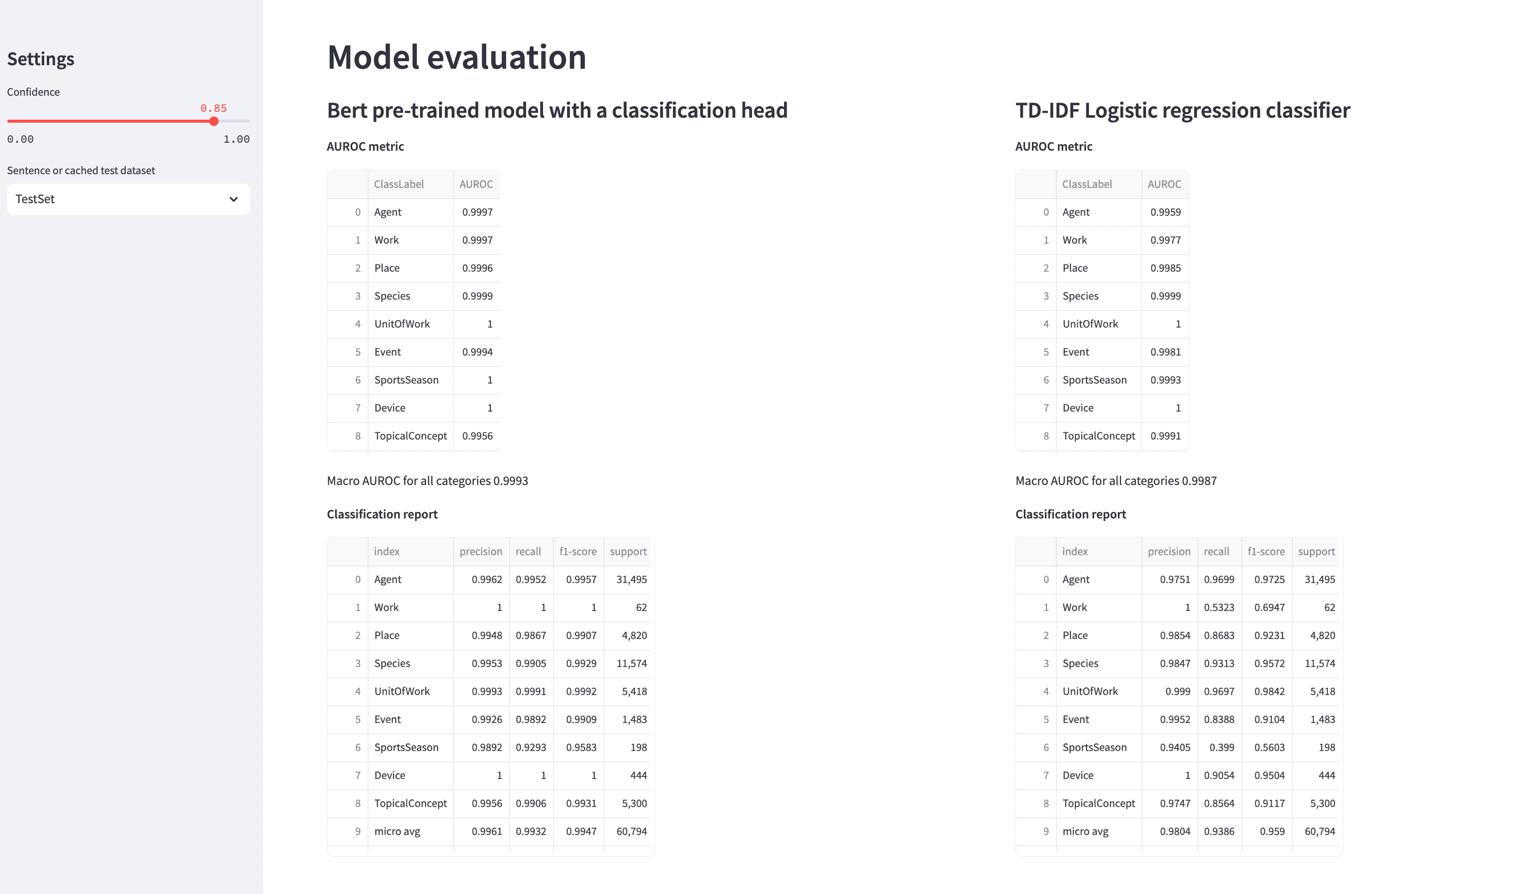 Settings
Confidence
0.85
0.00 1.00
Sentence or cached test dataset
TestSet
Model evaluation
Bert pre-trained model with a classification head
AUROC metric
ClassLabel AUROC
0 Agent 0.9997
1 Work 0.9997
2 Place 0.9996
3 Species 0.9999
4 UnitOfWork 1
5 Event 0.9994
6 SportsSeason 1
7 Device 1
8 TopicalConcept 0.9956
Macro AUROC for all categories 0.9993
Classification report
index precision recall f1-score support
0 Agent 0.9962 0.9952 0.9957 31,495
1 Work 1 1 1 62
2 Place 0.9948 0.9867 0.9907 4,820
3 Species 0.9953 0.9905 0.9929 11,574
4 UnitOfWork 0.9993 0.9991 0.9992 5,418
5 Event 0.9926 0.9892 0.9909 1,483
6 SportsSeason 0.9892 0.9293 0.9583 198
7 Device 1 1 1 444
8 TopicalConcept 0.9956 0.9906 0.9931 5,300
9 micro avg 0.9961 0.9932 0.9947 60,794
TD-IDF Logistic regression classifier
AUROC metric
ClassLabel AUROC
0 Agent 0.9959
1 Work 0.9977
2 Place 0.9985
3 Species 0.9999
4 UnitOfWork 1
5 Event 0.9981
6 SportsSeason 0.9993
7 Device 1
8 TopicalConcept 0.9991
Macro AUROC for all categories 0.9987
Classification report
index precision recall f1-score support
0 Agent 0.9751 0.9699 0.9725 31,495
1 Work 1 0.5323 0.6947 62
2 Place 0.9854 0.8683 0.9231 4,820
3 Species 0.9847 0.9313 0.9572 11,574
4 UnitOfWork 0.999 0.9697 0.9842 5,418
5 Event 0.9952 0.8388 0.9104 1,483
6 SportsSeason 0.9405 0.399 0.5603 198
7 Device 1 0.9054 0.9504 444
8 TopicalConcept 0.9747 0.8564 0.9117 5,300
9 micro avg 0.9804 0.9386 0.959 60,794